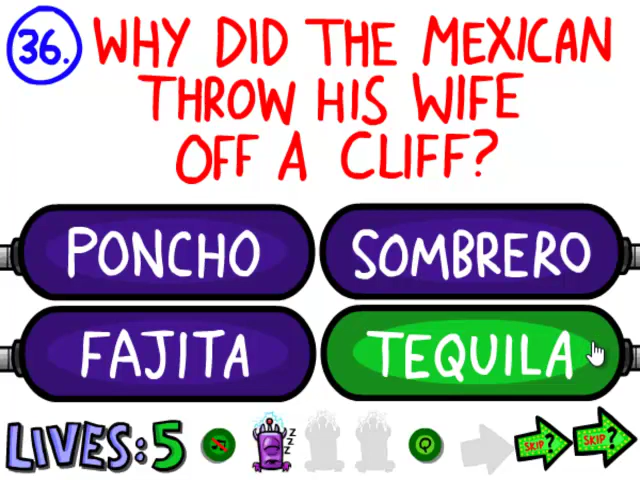 36. WHY DID THE MEXICAN
THROW HIS WIFE
OFF A CLIFF?
PONCHO
SOMBRERO
FAJITA
TEQUILA
LIVES: 5
Z
Z
Z
SKIP?
SKIP?